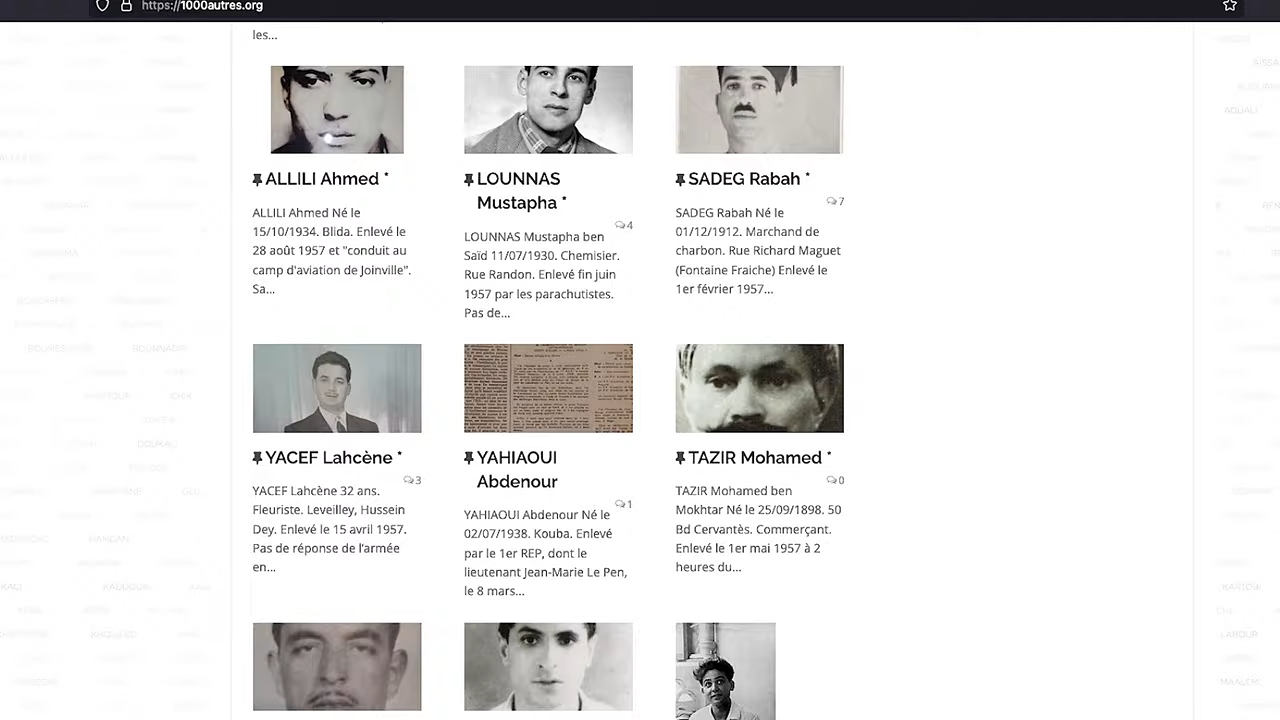 https://1000autres.org
les...
ALLILI Ahmed *
ALLILI Ahmed Né le
15/10/1934. Blida. Enlevé le
28 août 1957 et "conduit au
camp d'aviation de Joinville".
Sa...
LOUNNAS
Mustapha *
4
LOUNNAS Mustapha ben
Saïd 11/07/1930. Chemisier.
Rue Randon. Enlevé fin juin
1957 par les parachutistes.
Pas de...
SADEG Rabah *
7
SADEG Rabah Né le
01/12/1912. Marchand de
charbon. Rue Richard Maguet
(Fontaine Fraiche) Enlevé le
1er février 1957...
YACEF Lahcène *
3
YACEF Lahcène 32 ans.
Fleuriste. Leveilley, Hussein
Dey. Enlevé le 15 avril 1957.
Pas de réponse de l'armée
en...
YAHIAOUI
Abdenour
1
YAHIAOUI Abdenour Né le
02/07/1938. Kouba. Enlevé
par le 1er REP, dont le
lieutenant Jean-Marie Le Pen,
le 8 mars...
TAZIR Mohamed *
0
TAZIR Mohamed ben
Mokhtar Né le 25/09/1898. 50
Bd Cervantès. Commerçant.
Enlevé le 1er mai 1957 à 2
heures du...